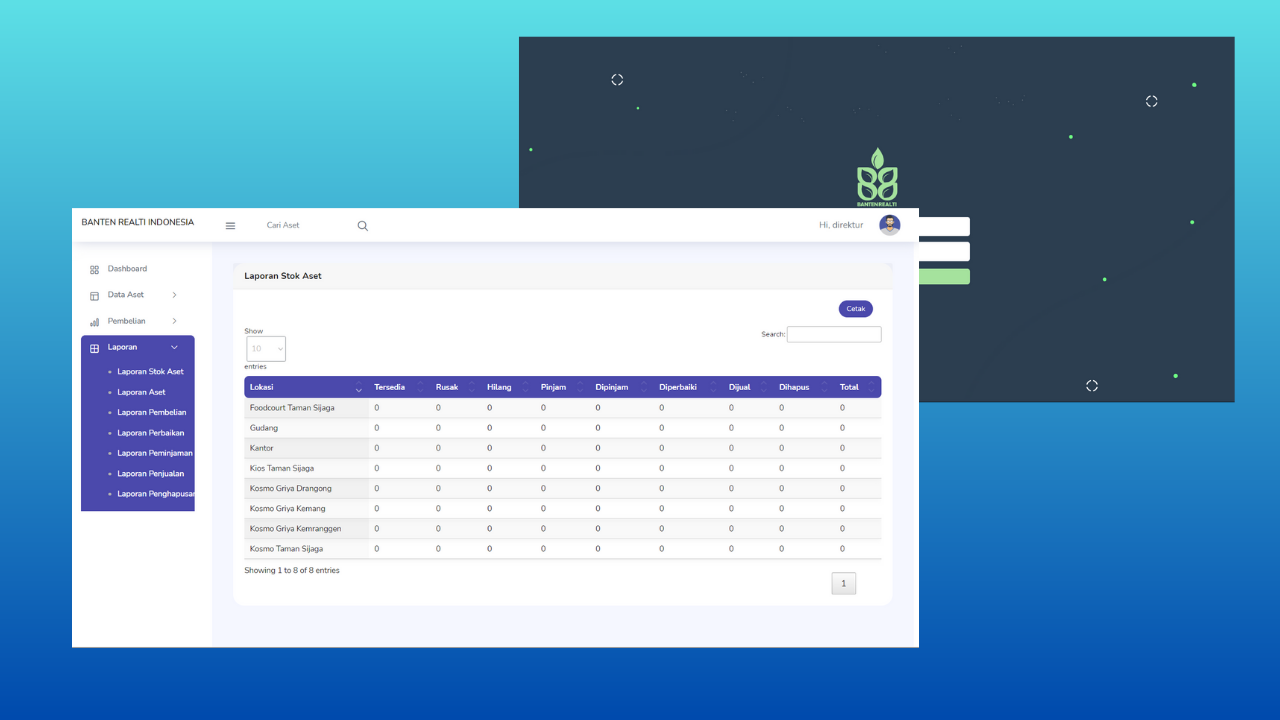 BANTENREALTI
BANTEN REALTI INDONESIA
Cari Aset
Hi, direktur
Dashboard
Data Aset
Pembelian
Laporan
Laporan Stok Aset
Laporan Aset
Laporan Pembelian
Laporan Perbaikan
Laporan Peminjaman
Laporan Penjualan
Laporan Penghapusan
Laporan Stok Aset
Cetak
Show
10
entries
Search:
Lokasi Tersedia Rusak Hilang Pinjam Dipinjam Diperbaiki Dijual Dihapus Total
Foodcourt Taman Sijaga 0 0 0 0 0 0 0 0 0
Gudang 0 0 0 0 0 0 0 0 0
Kantor 0 0 0 0 0 0 0 0 0
Kios Taman Sijaga 0 0 0 0 0 0 0 0 0
Kosmo Griya Drangong 0 0 0 0 0 0 0 0 0
Kosmo Griya Kemang 0 0 0 0 0 0 0 0 0
Kosmo Griya Kemranggen 0 0 0 0 0 0 0 0 0
Kosmo Taman Sijaga 0 0 0 0 0 0 0 0 0
Showing 1 to 8 of 8 entries
1